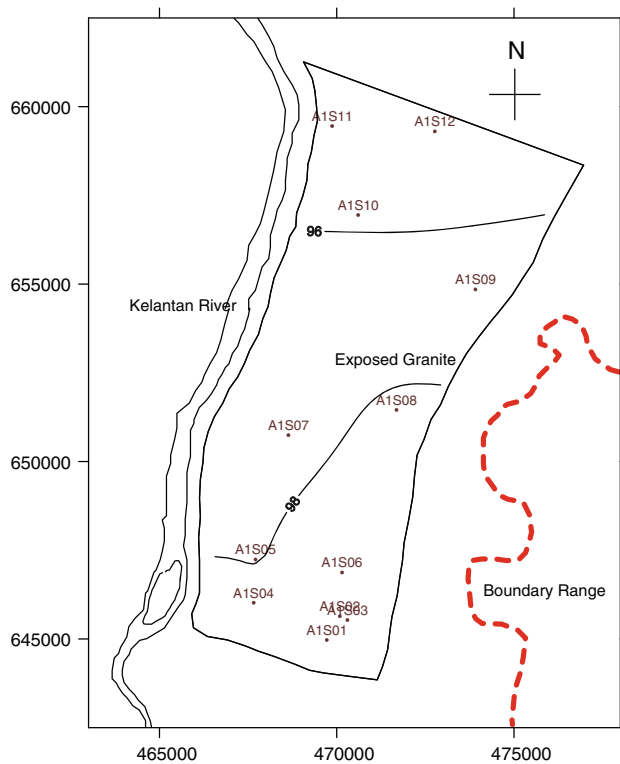 N
660000
A1S11
A1S12
A1S10
96
655000
A1S09
Kelantan River
Exposed Granite
A1S08
A1S07
650000
98
A1S05
A1S06
Boundary Range
A1S04
A1S02
A1S03
645000
A1S01
465000
470000
475000